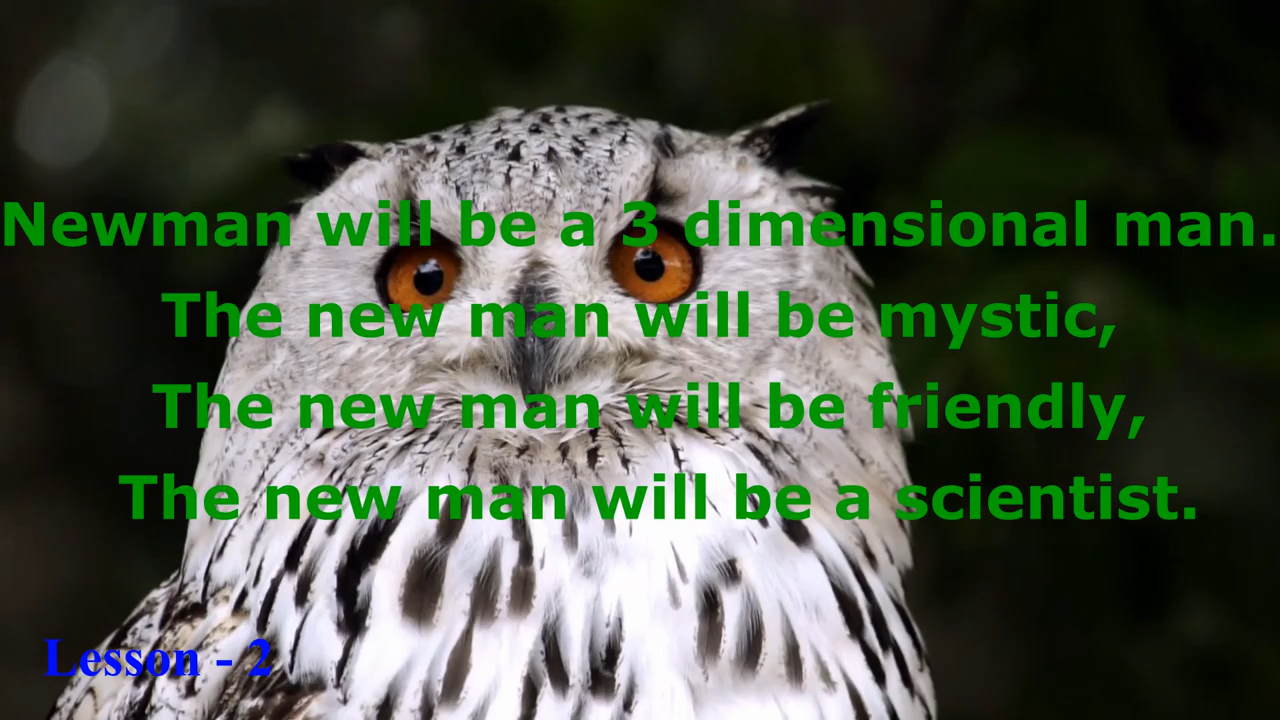 Newman will be a 3 dimensional man.
The new man will be mystic,
The new man will be friendly,
The new man will be a scientist.
Lesson - 2